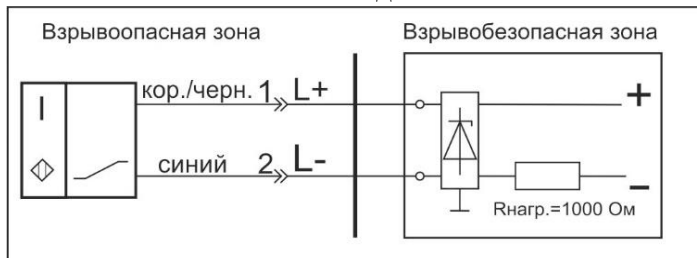 Взрывоопасная зона
Взрывобезопасная зона
кор./черн. 1 L+
+
I
синий 2 L-
-
Rнагр.=1000 Ом